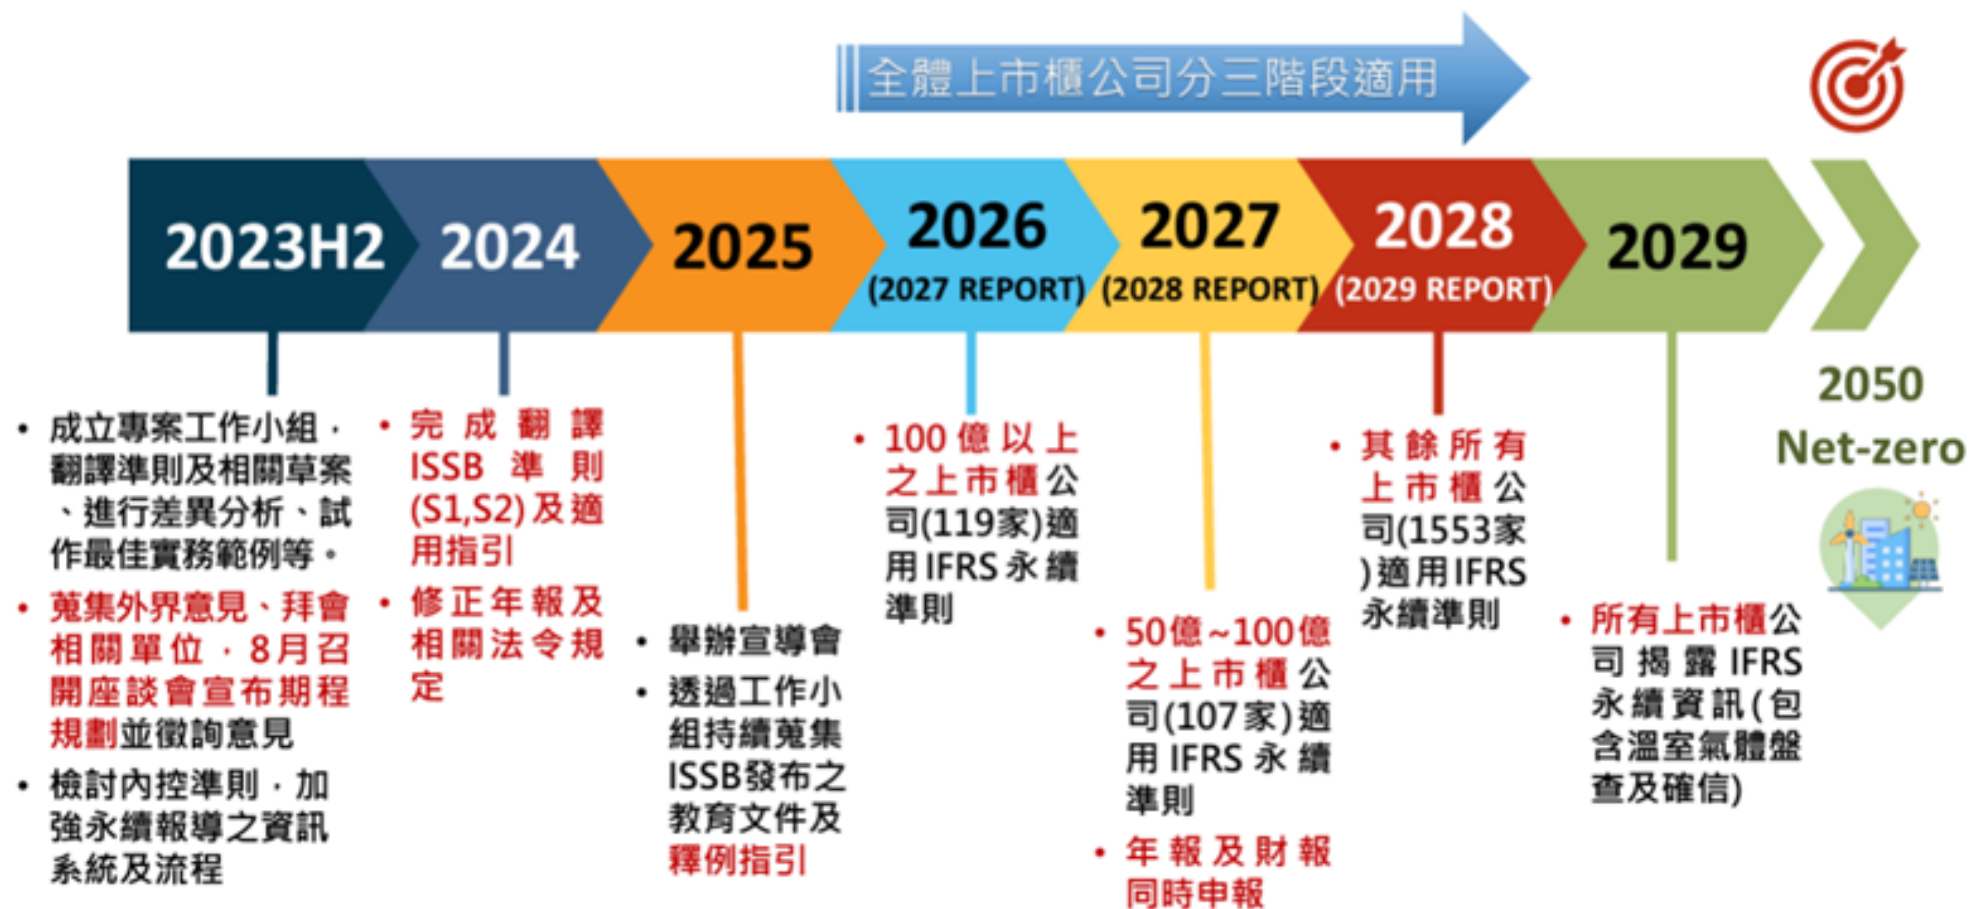 全體上市櫃公司分三階段適用
2023H2
2024
2025
2026
(2027 REPORT)
2027
(2028 REPORT)
2028
(2029 REPORT)
2029
2050
Net-zero
• 成立專案工作小組，
翻譯準則及相關草案
、進行差異分析、試
作最佳實務範例等。
• 蒐集外界意見、拜會
相關單位，8月召
開座談會宣布期程
規劃並徵詢意見
• 檢討內控準則，加
強永續報導之資訊
系統及流程
• 完成翻譯
ISSB 準則
(S1,S2)及適
用指引
• 修正年報及
相關法令規
定
• 舉辦宣導會
• 透過工作小
組持續蒐集
ISSB發布之
教育文件及
釋例指引
• 100億以上
之上市櫃公
司(119家)適
用IFRS永續
準則
• 50億~100億
之上市櫃公
司(107家)適
用IFRS永續
準則
• 年報及財報
同時申報
• 其餘所有
上市櫃公
司(1553家
)適用IFRS
永續準則
• 所有上市櫃公
司揭露IFRS
永續資訊(包
含溫室氣體盤
查及確信)